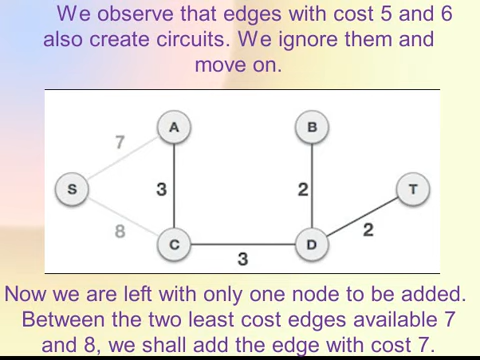 We observe that edges with cost 5 and 6
also create circuits. We ignore them and
move on.
A
B
7
S
3
2
T
8
C
D
2
3
Now we are left with only one node to be added.
Between the two least cost edges available 7
and 8, we shall add the edge with cost 7.